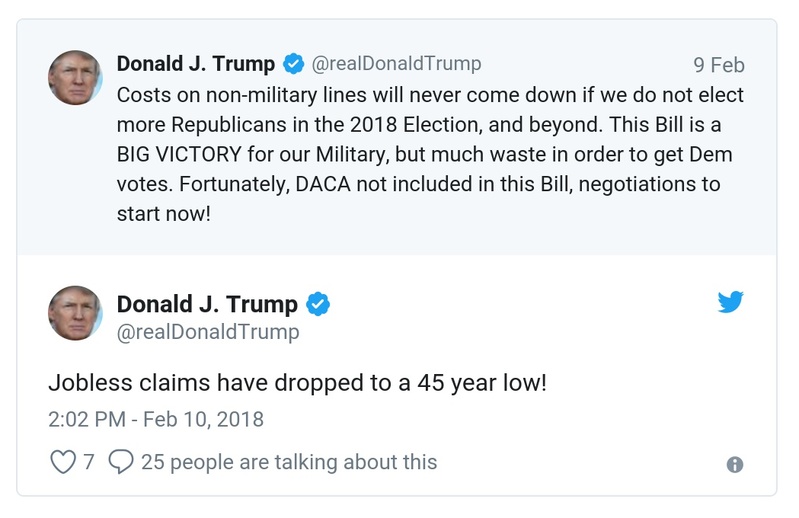 Donald J. Trump @realDonaldTrump 9 Feb
Costs on non-military lines will never come down if we do not elect
more Republicans in the 2018 Election, and beyond. This Bill is a
BIG VICTORY for our Military, but much waste in order to get Dem
votes. Fortunately, DACA not included in this Bill, negotiations to
start now!
Donald J. Trump
@realDonaldTrump
Jobless claims have dropped to a 45 year low!
2:02 PM - Feb 10, 2018
7 25 people are talking about this